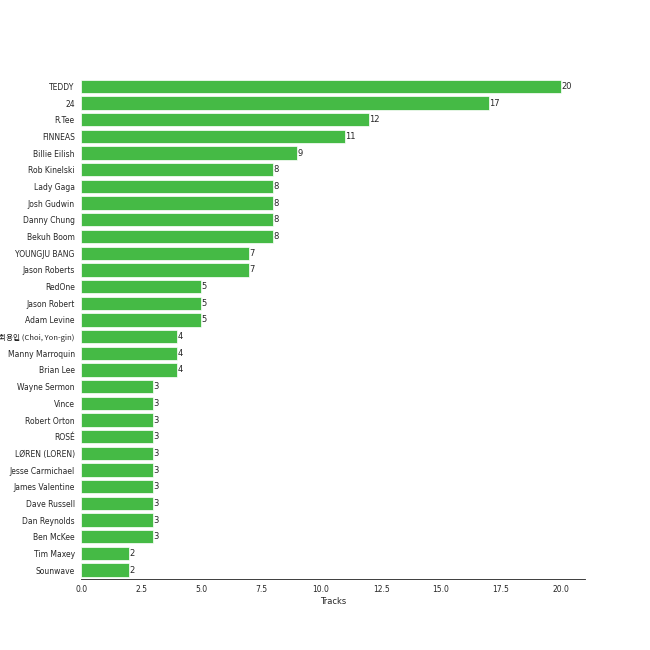 TEDDY 20
24 17
R.Tee 12
FINNEAS 11
Billie Eilish 9
Rob Kinelski 8
Lady Gaga 8
Josh Gudwin 8
Danny Chung 8
Bekuh Boom 8
YOUNGJU BANG 7
Jason Roberts 7
RedOne 5
Jason Robert 5
Adam Levine 5
최용입 (Choi, Yon-gin) 4
Manny Marroquin 4
Brian Lee 4
Wayne Sermon 3
Vince 3
Robert Orton 3
ROSÉ 3
LØREN (LOREN) 3
Jesse Carmichael 3
James Valentine 3
Dave Russell 3
Dan Reynolds 3
Ben McKee 3
Tim Maxey 2
Sounwave 2
0.0 2.5 5.0 7.5 10.0 12.5 15.0 17.5 20.0
Tracks